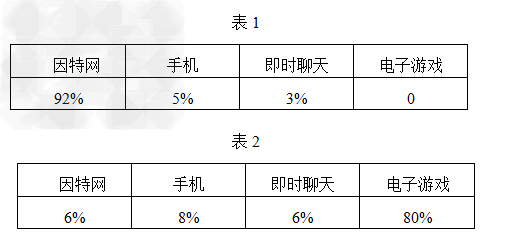 表 1
因特网 手机 即时聊天 电子游戏
92% 5% 3% 0
表 2
因特网 手机 即时聊天 电子游戏
6% 8% 6% 80%